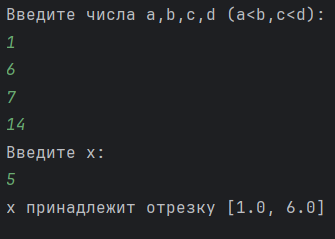 Введите числа a,b,c,d (a<b,c<d):
1
6
7
14
Введите x:
5
x принадлежит отрезку [1.0, 6.0]